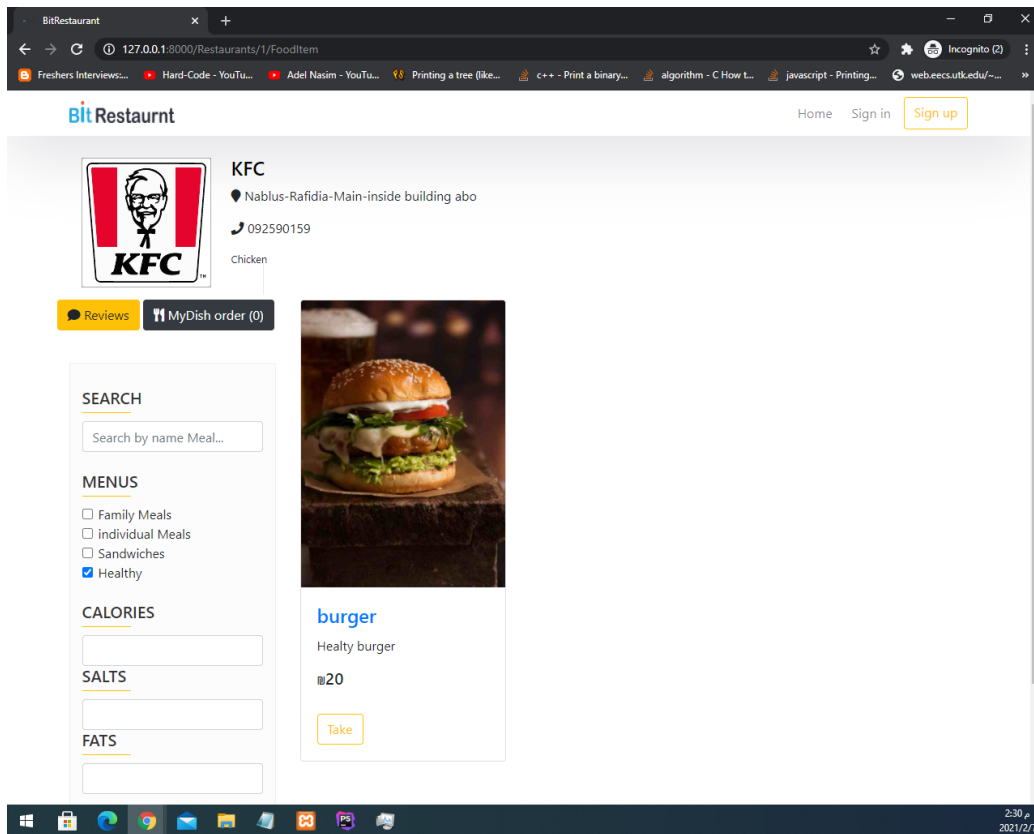 BitRestaurant
127.0.0.1:8000/Restaurants/1/FoodItem
Incognito (2)
Freshers Interviews:...
Hard-Code - YouTu...
Adel Nasim - YouTu...
Printing a tree (like...
c++ - Print a binary...
algorithm - C How t...
javascript - Printing...
web.eecs.utk.edu/~...
»
Bit Restaurnt
Home
Sign in
Sign up
KFC
TM
KFC
Nablus-Rafidia-Main-inside building abo
092590159
Chicken
Reviews
MyDish order (0)
SEARCH
Search by name Meal...
MENUS
Family Meals
individual Meals
Sandwiches
Healthy
CALORIES
SALTS
FATS
burger
Healty burger
₪20
Take
PS
2:30 م
2021/2/